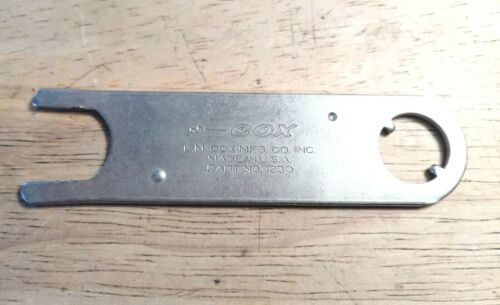 COX
L.M. COX MFG. CO. INC.
MADE IN U.S.A.
PART NO. 1230